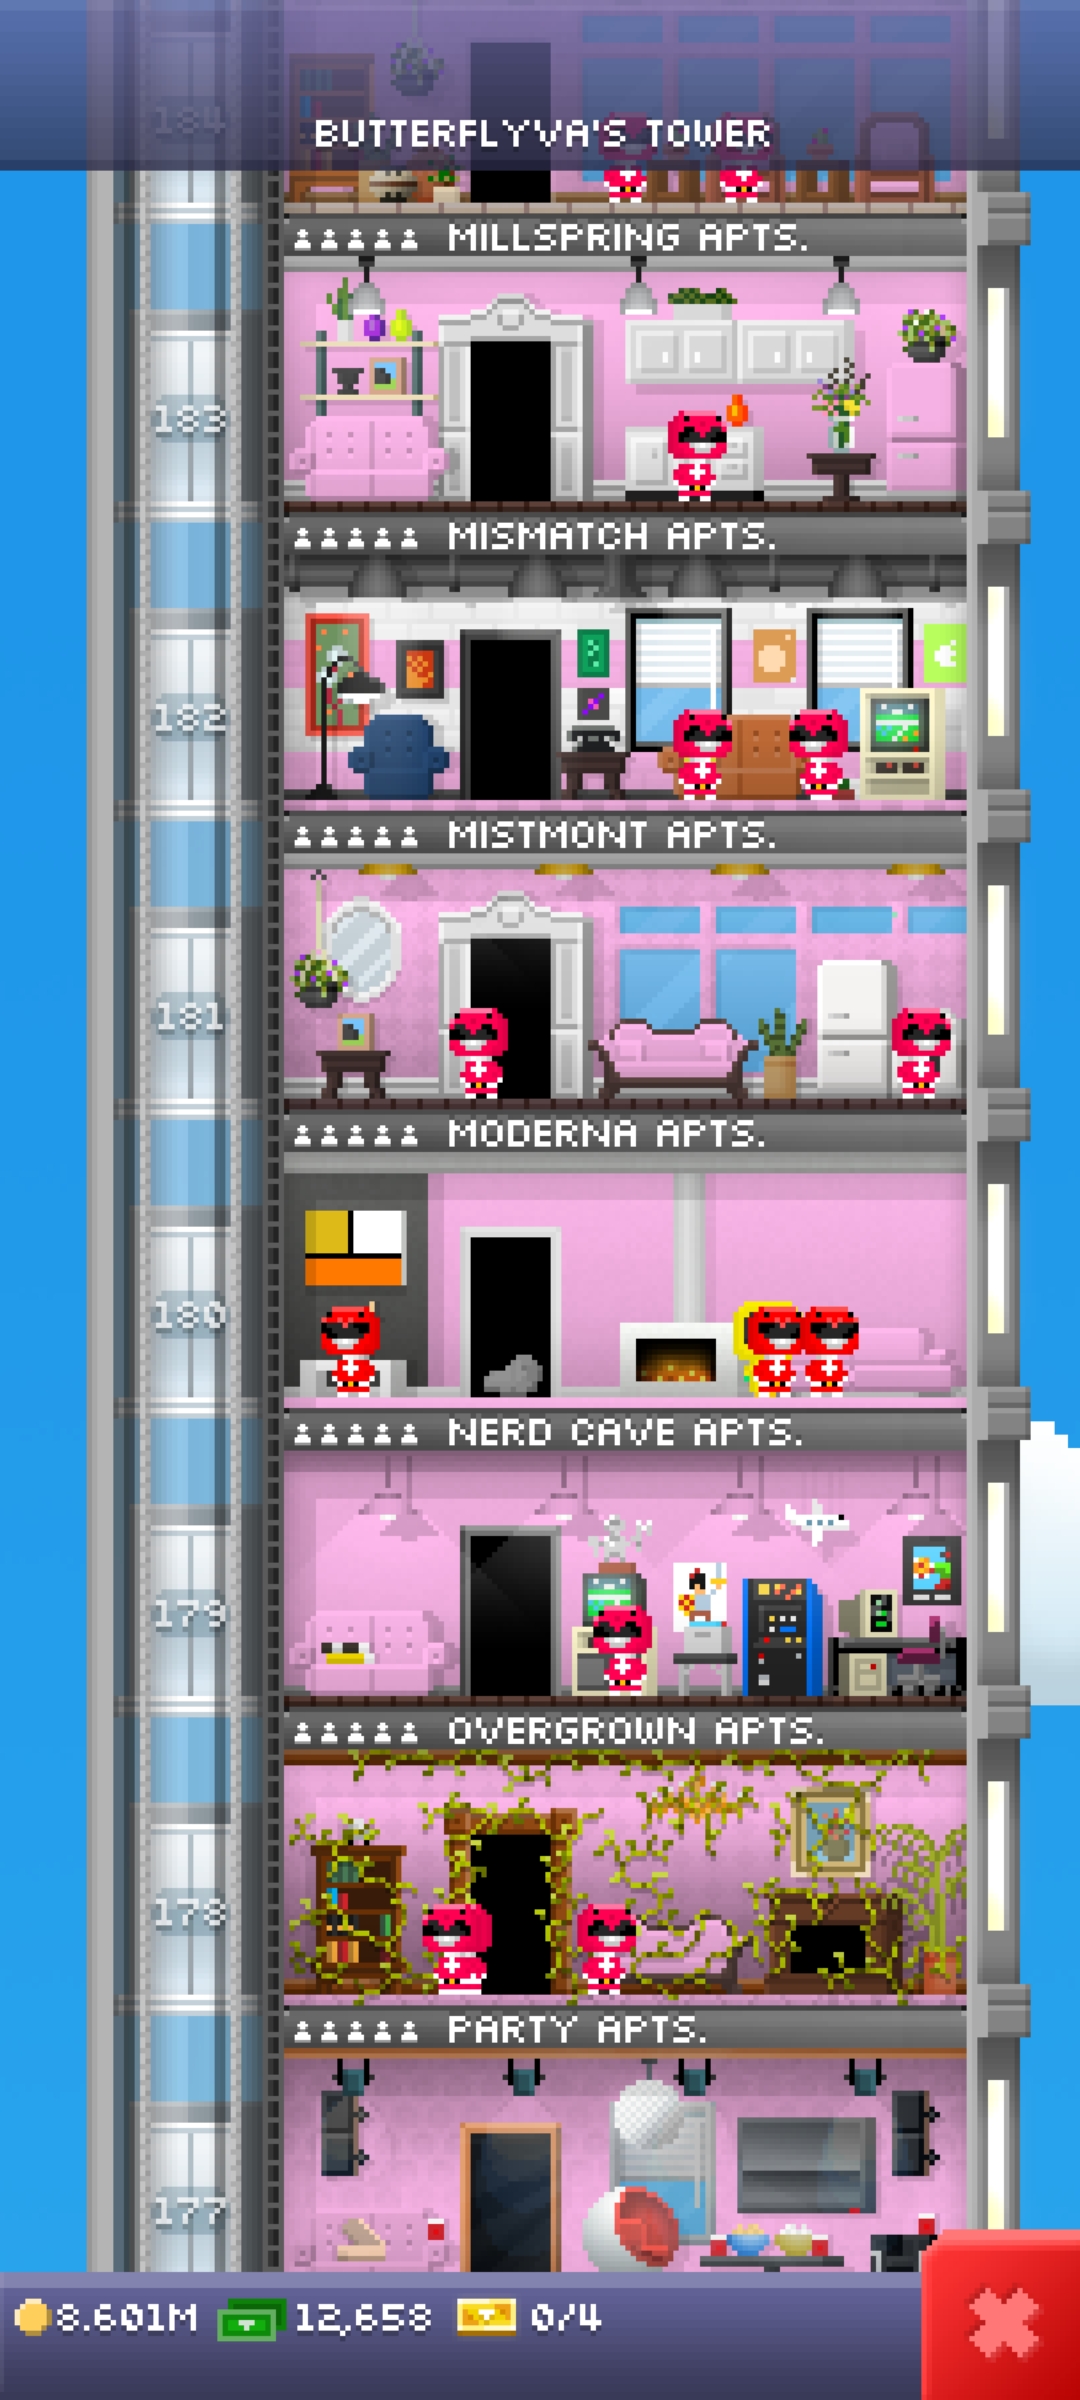 184
BUTTERFLYVA'S TOWER
MILLSPRING APTS.
183
MISMATCH APTS.
182
MISTMONT APTS.
181
MODERNA APTS.
180
NERD CAVE APTS.
179
OVERGROWN APTS.
178
PARTY APTS.
177
8.601M 12,658 0/4